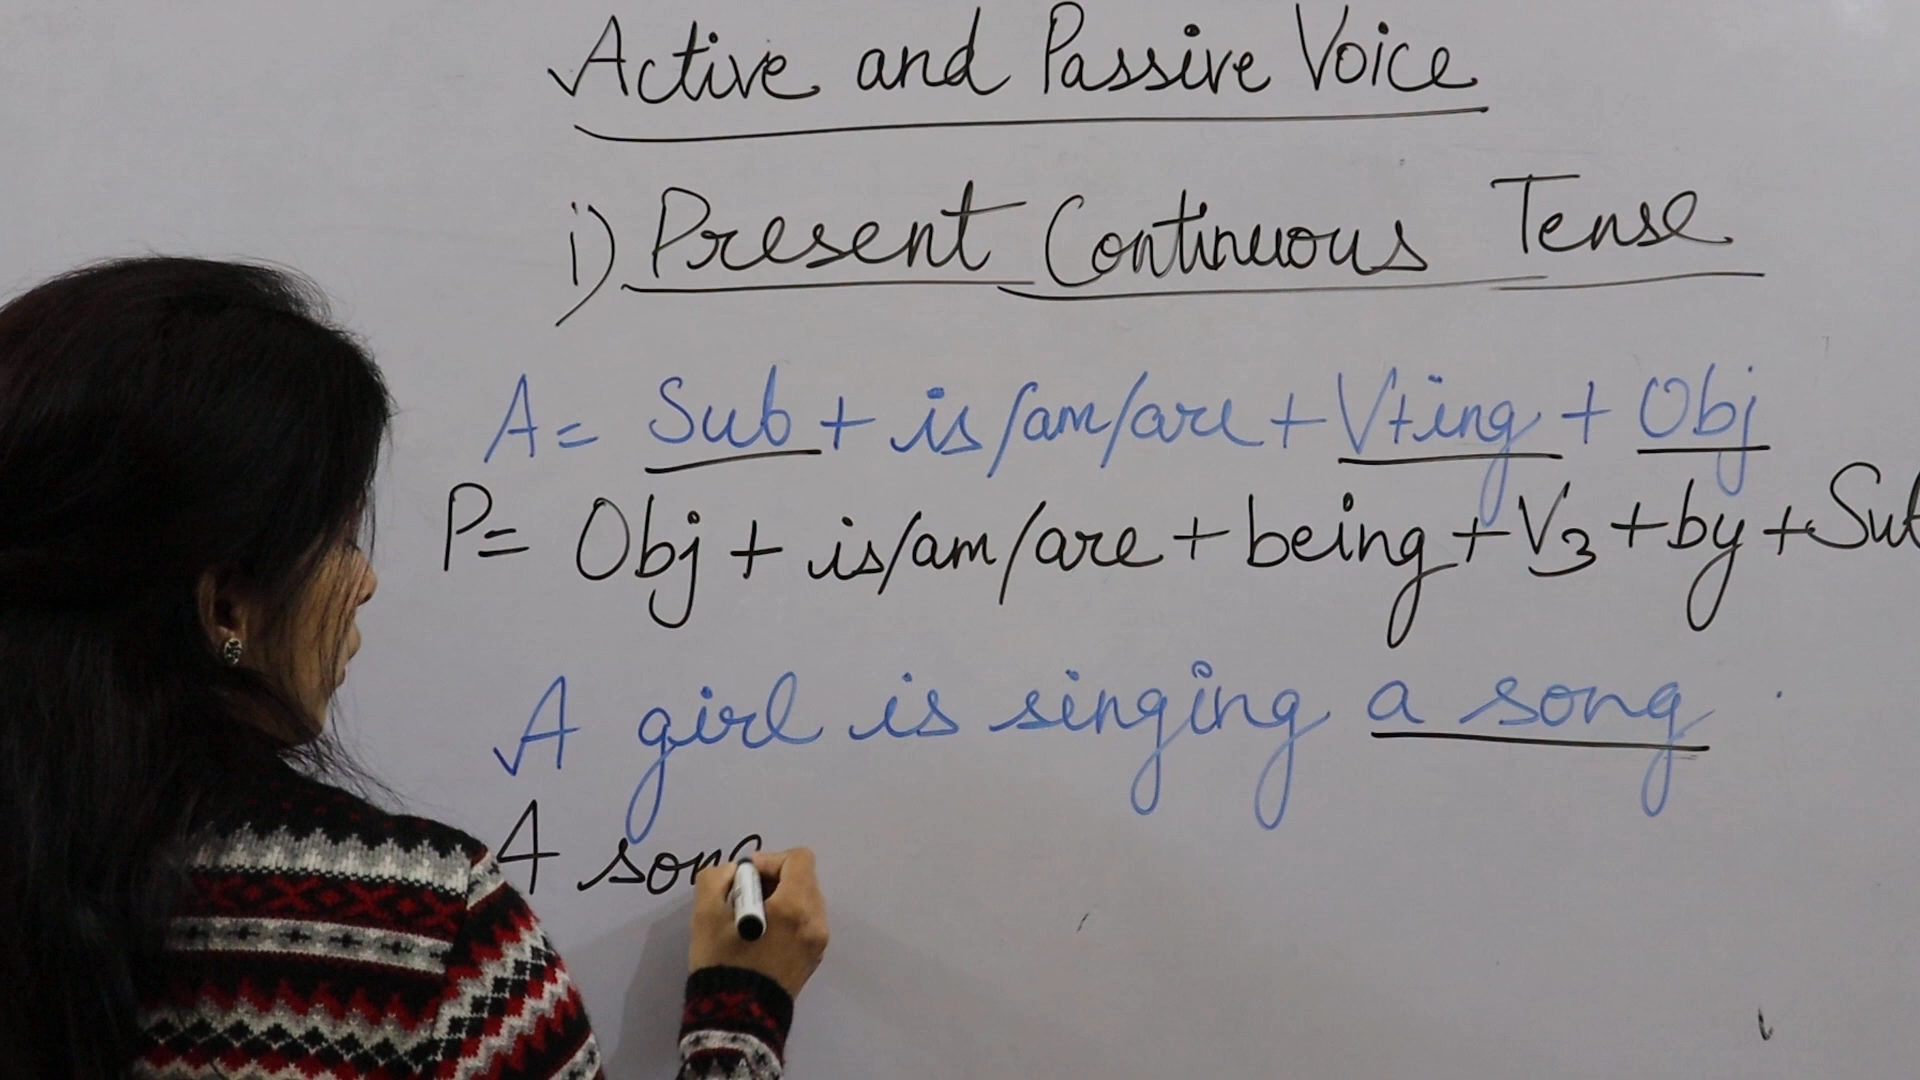 Active and Passive Voice
i) Present Continuous Tense
A= Sub + is/am/are + V+ing + Obj
P= Obj + is/am/are + being + V3 + by + Sub
A girl is singing a song.
A song